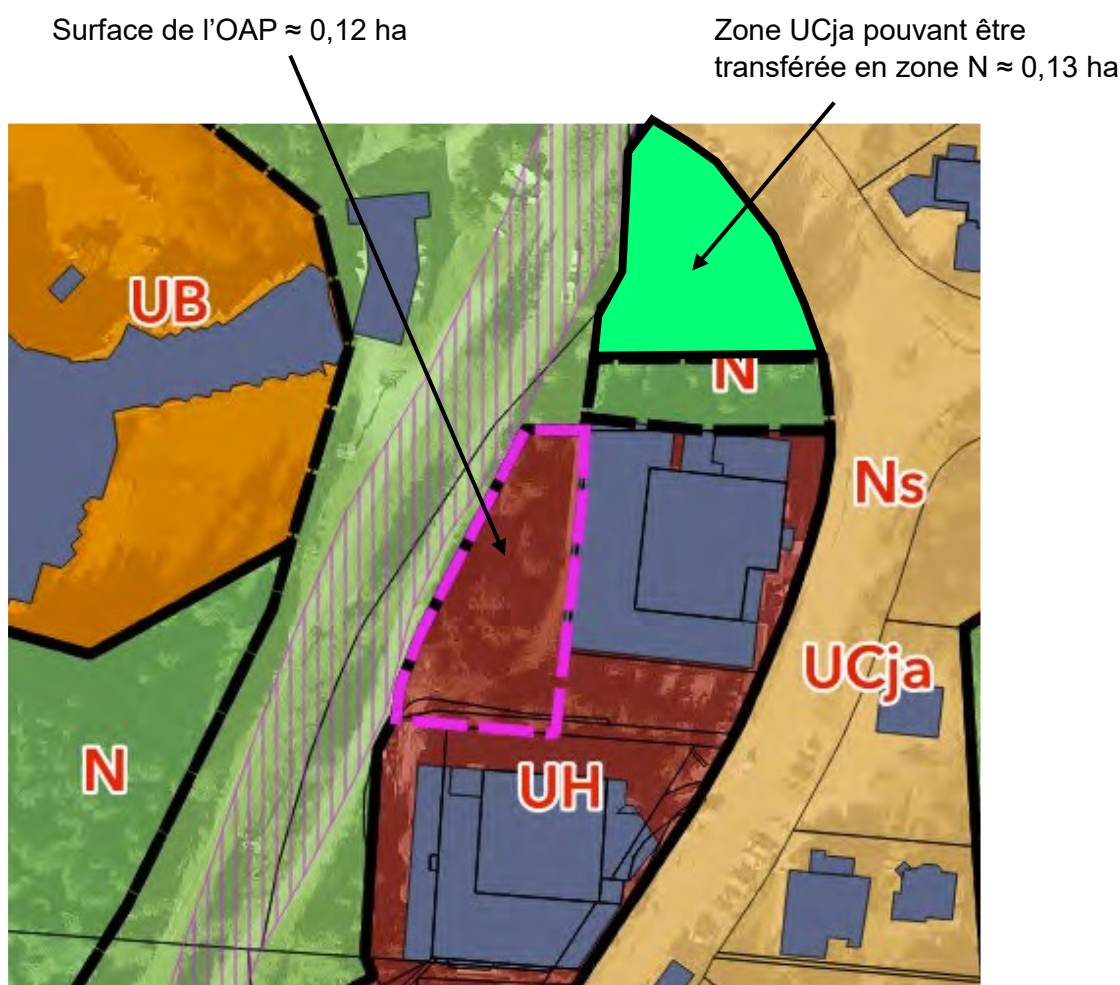 Surface de l’OAP ≈ 0,12 ha
Zone UCja pouvant être
transférée en zone N ≈ 0,13 ha
UB
N
Ns
UCja
N
UH